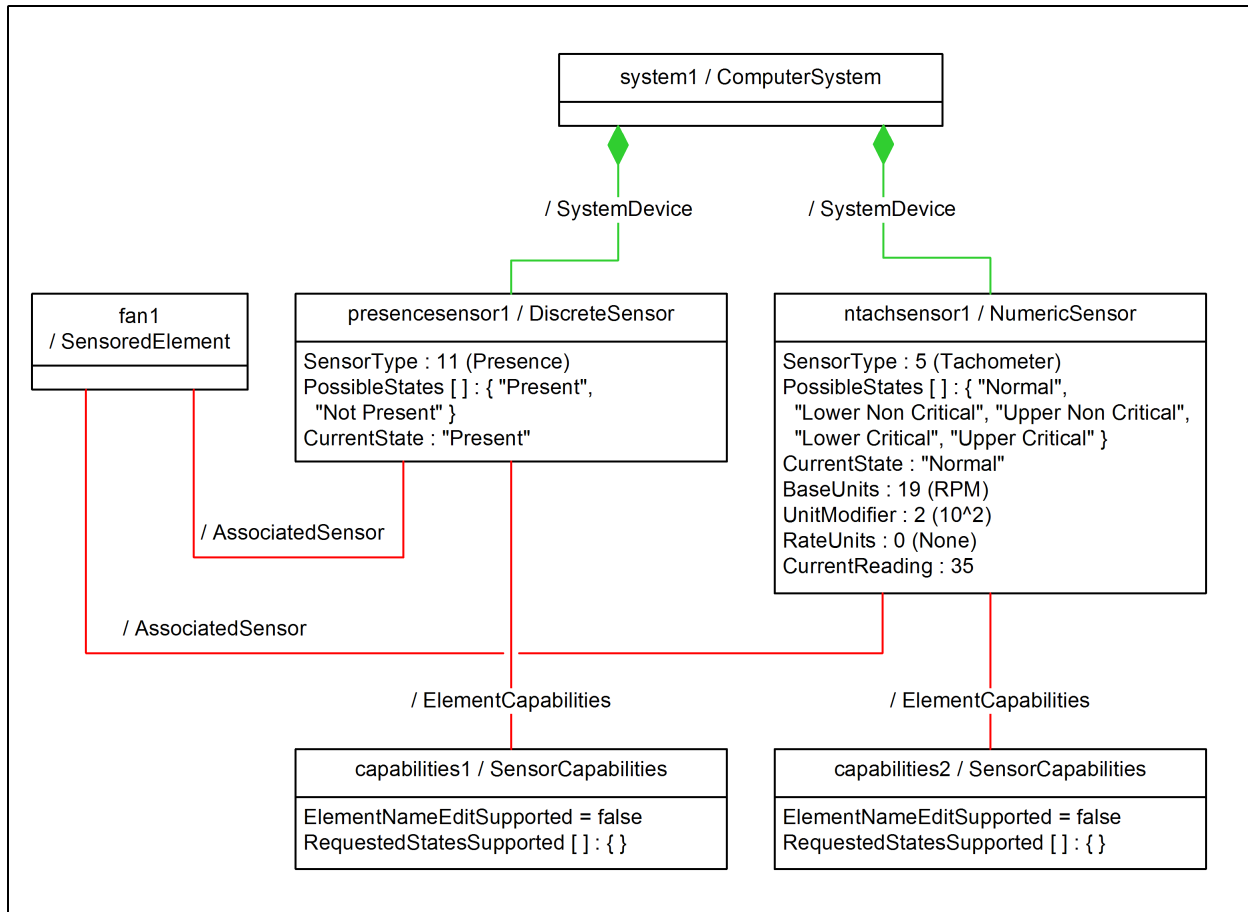 system1 / ComputerSystem
/ SystemDevice
/ SystemDevice
fan1
/ SensoredElement
presencesensor1 / DiscreteSensor
SensorType : 11 (Presence)
PossibleStates [ ] : { "Present",
"Not Present" }
CurrentState : "Present"
ntachsensor1 / NumericSensor
SensorType : 5 (Tachometer)
PossibleStates [ ] : { "Normal",
"Lower Non Critical", "Upper Non Critical",
"Lower Critical", "Upper Critical" }
CurrentState : "Normal"
BaseUnits : 19 (RPM)
UnitModifier : 2 (10^2)
RateUnits : 0 (None)
CurrentReading : 35
/ AssociatedSensor
/ AssociatedSensor
/ ElementCapabilities
/ ElementCapabilities
capabilities1 / SensorCapabilities
ElementNameEditSupported = false
RequestedStatesSupported [ ] : { }
capabilities2 / SensorCapabilities
ElementNameEditSupported = false
RequestedStatesSupported [ ] : { }